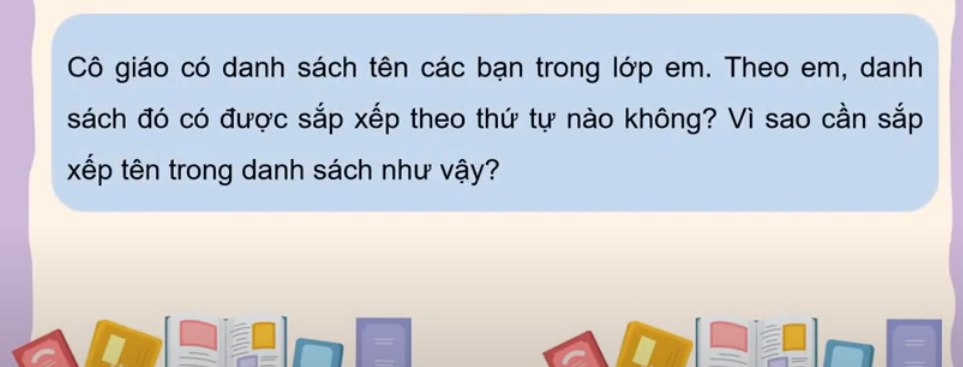 Cô giáo có danh sách tên các bạn trong lớp em. Theo em, danh
sách đó có được sắp xếp theo thứ tự nào không? Vì sao cần sắp
xếp tên trong danh sách như vậy?